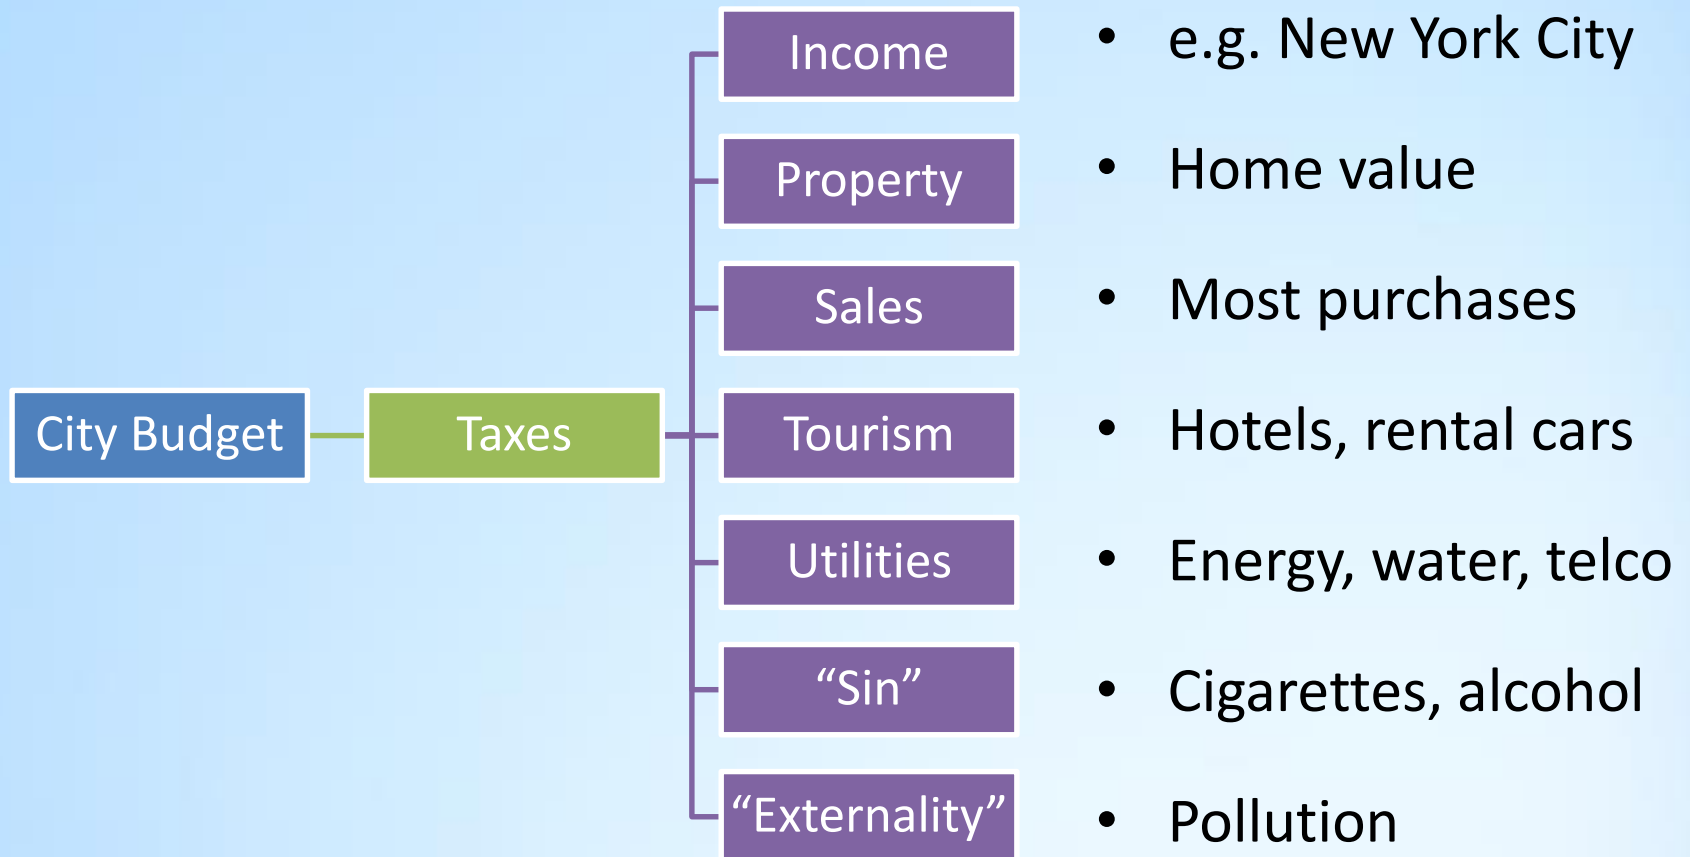 Income
• e.g. New York City
Property
• Home value
Sales
• Most purchases
City Budget
Taxes
Tourism
• Hotels, rental cars
Utilities
• Energy, water, telco
“Sin”
• Cigarettes, alcohol
“Externality”
• Pollution